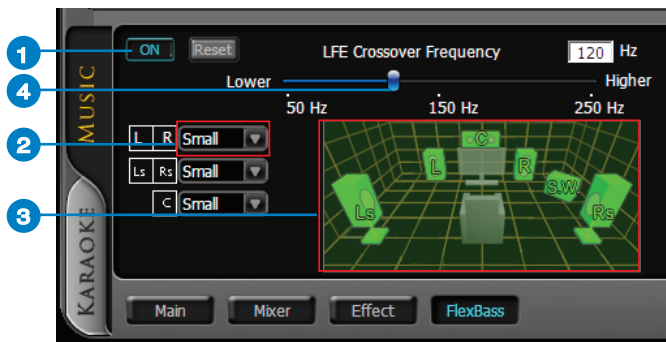 1
ON Reset LFE Crossover Frequency 120 Hz
4
Lower Higher
50 Hz 150 Hz 250 Hz
MUSIC
2
L R Small
Ls Rs Small
C Small
3
C
L R
S.W
Ls Rs
KARAOKE
Main Mixer Effect FlexBass